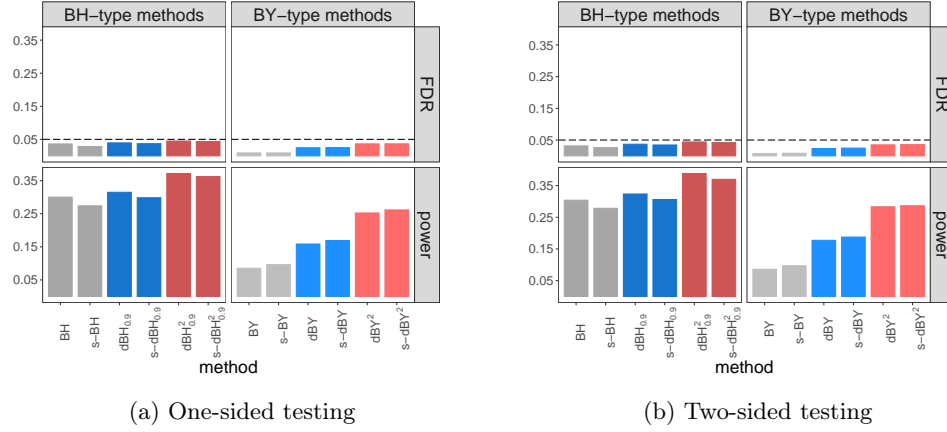 BH−type methods BY−type methods
0.35
0.25
0.15
0.05
FDR
0.35
0.25
0.15
0.05
power
BH s−BH dBH0.9 s−dBH0.9 dBH²0.9 s−dBH²0.9 BY s−BY dBY s−dBY dBY² s−dBY²
method
(a) One-sided testing
BH−type methods BY−type methods
0.35
0.25
0.15
0.05
FDR
0.35
0.25
0.15
0.05
power
BH s−BH dBH0.9 s−dBH0.9 dBH²0.9 s−dBH²0.9 BY s−BY dBY s−dBY dBY² s−dBY²
method
(b) Two-sided testing